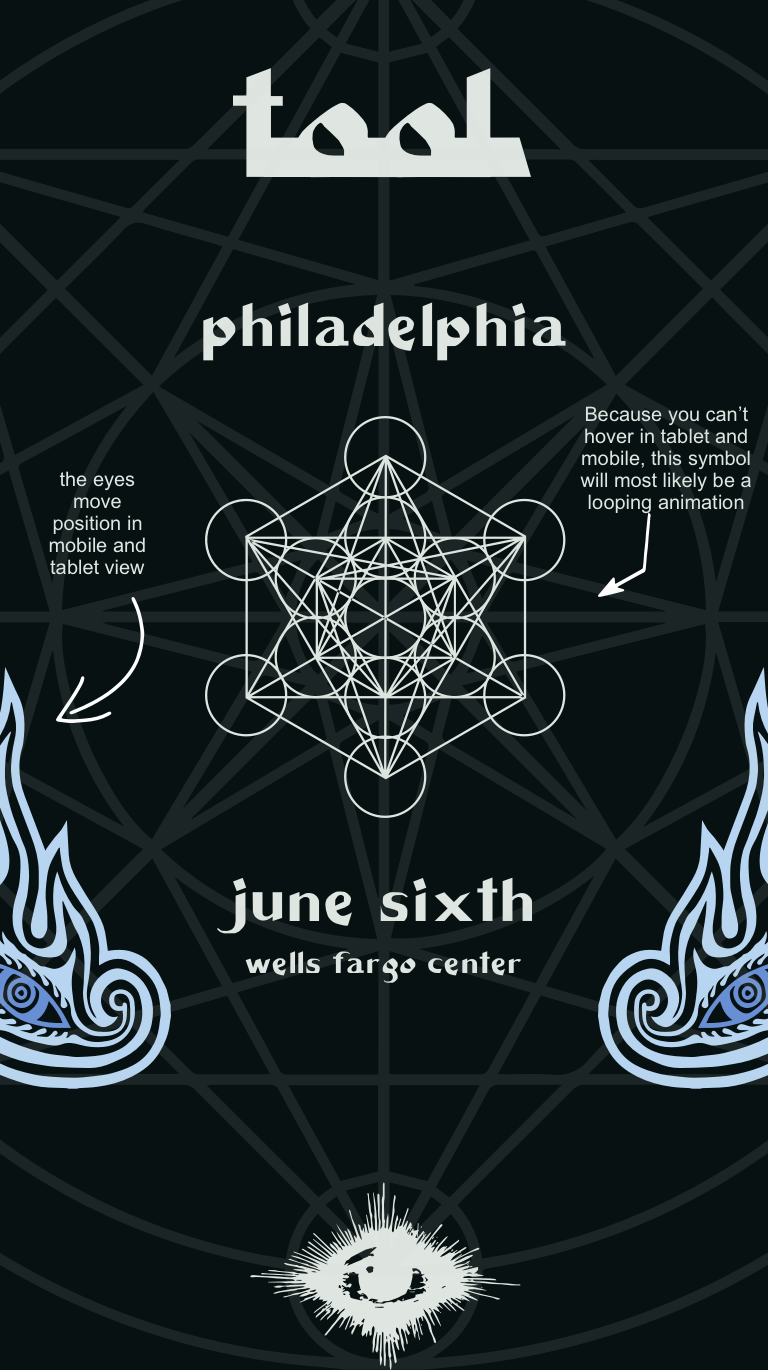 tool
philadelphia
Because you can't
hover in tablet and
mobile, this symbol
will most likely be a
looping animation
the eyes
move
position in
mobile and
tablet view
june sixth
wells fargo center